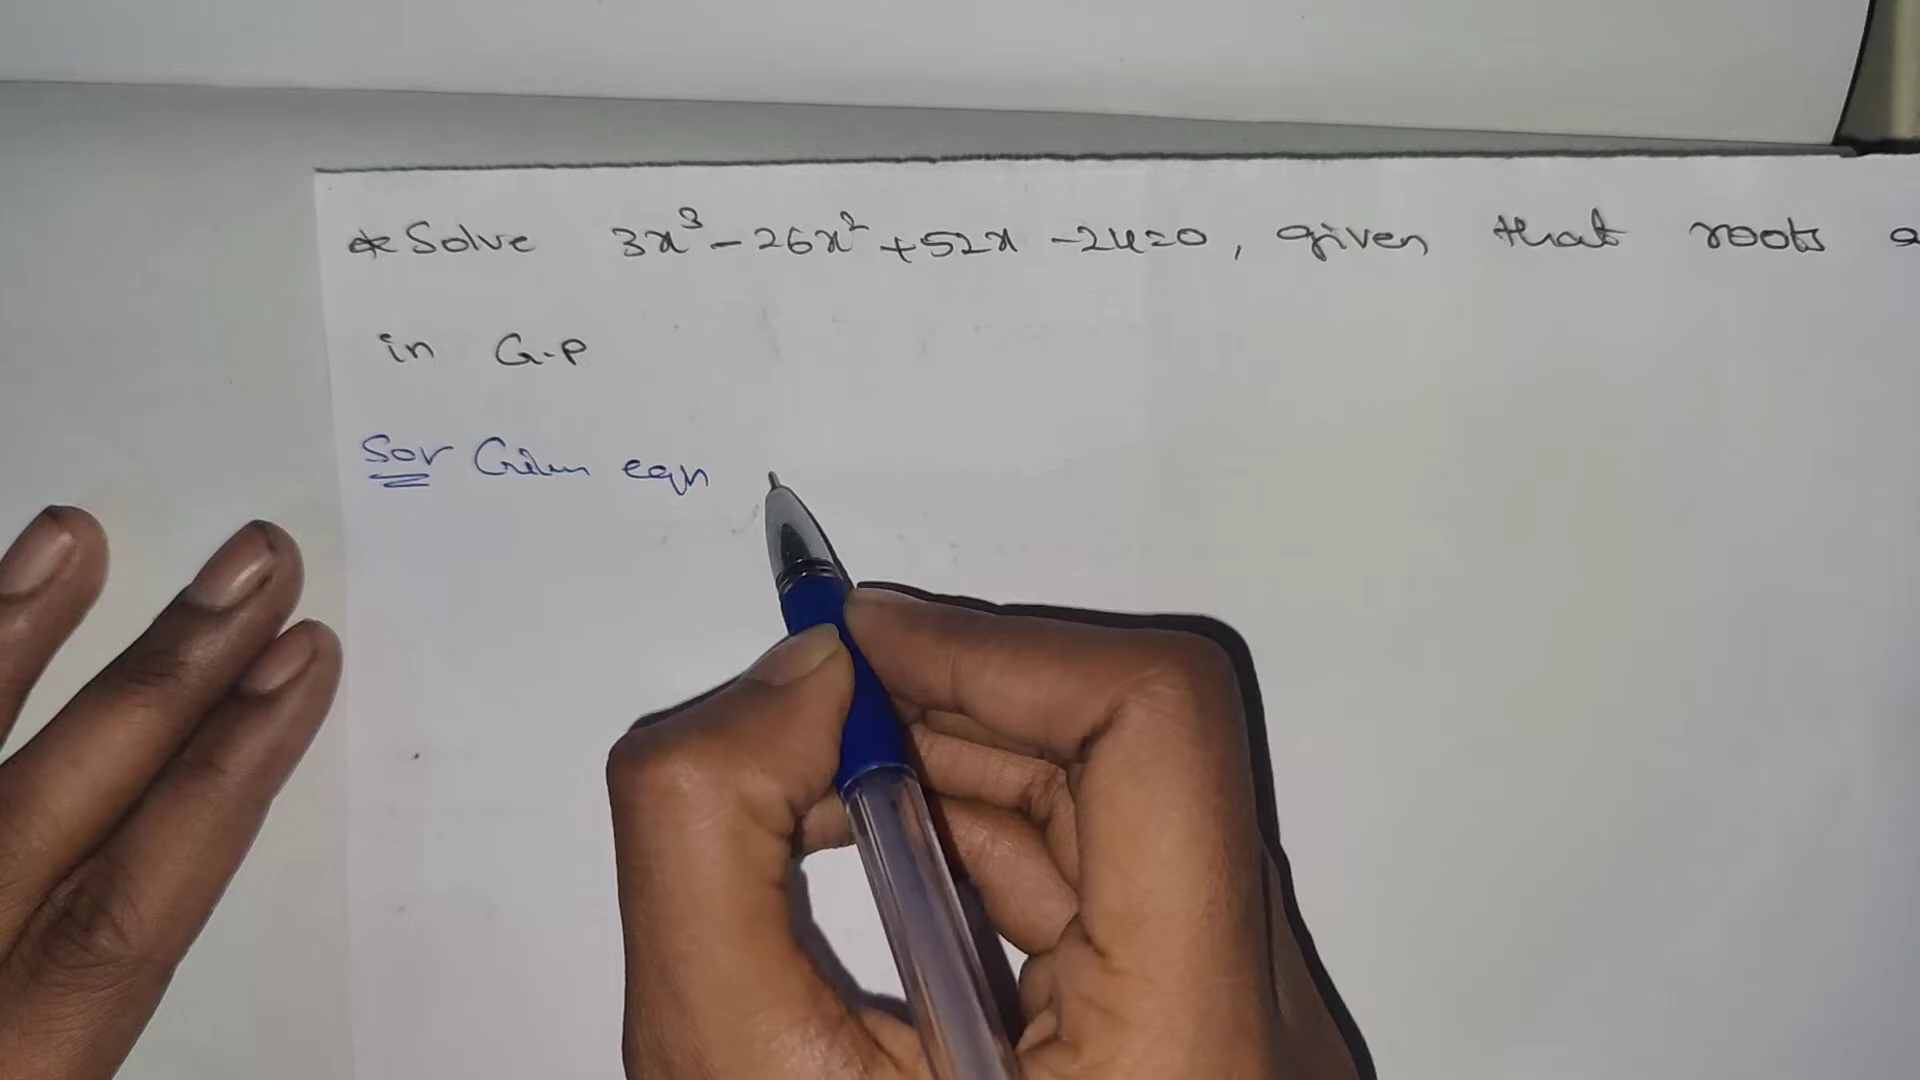 * Solve 3x³ - 26x² + 52x - 24 = 0, given that roots a
in G.P
Sol Given eqn